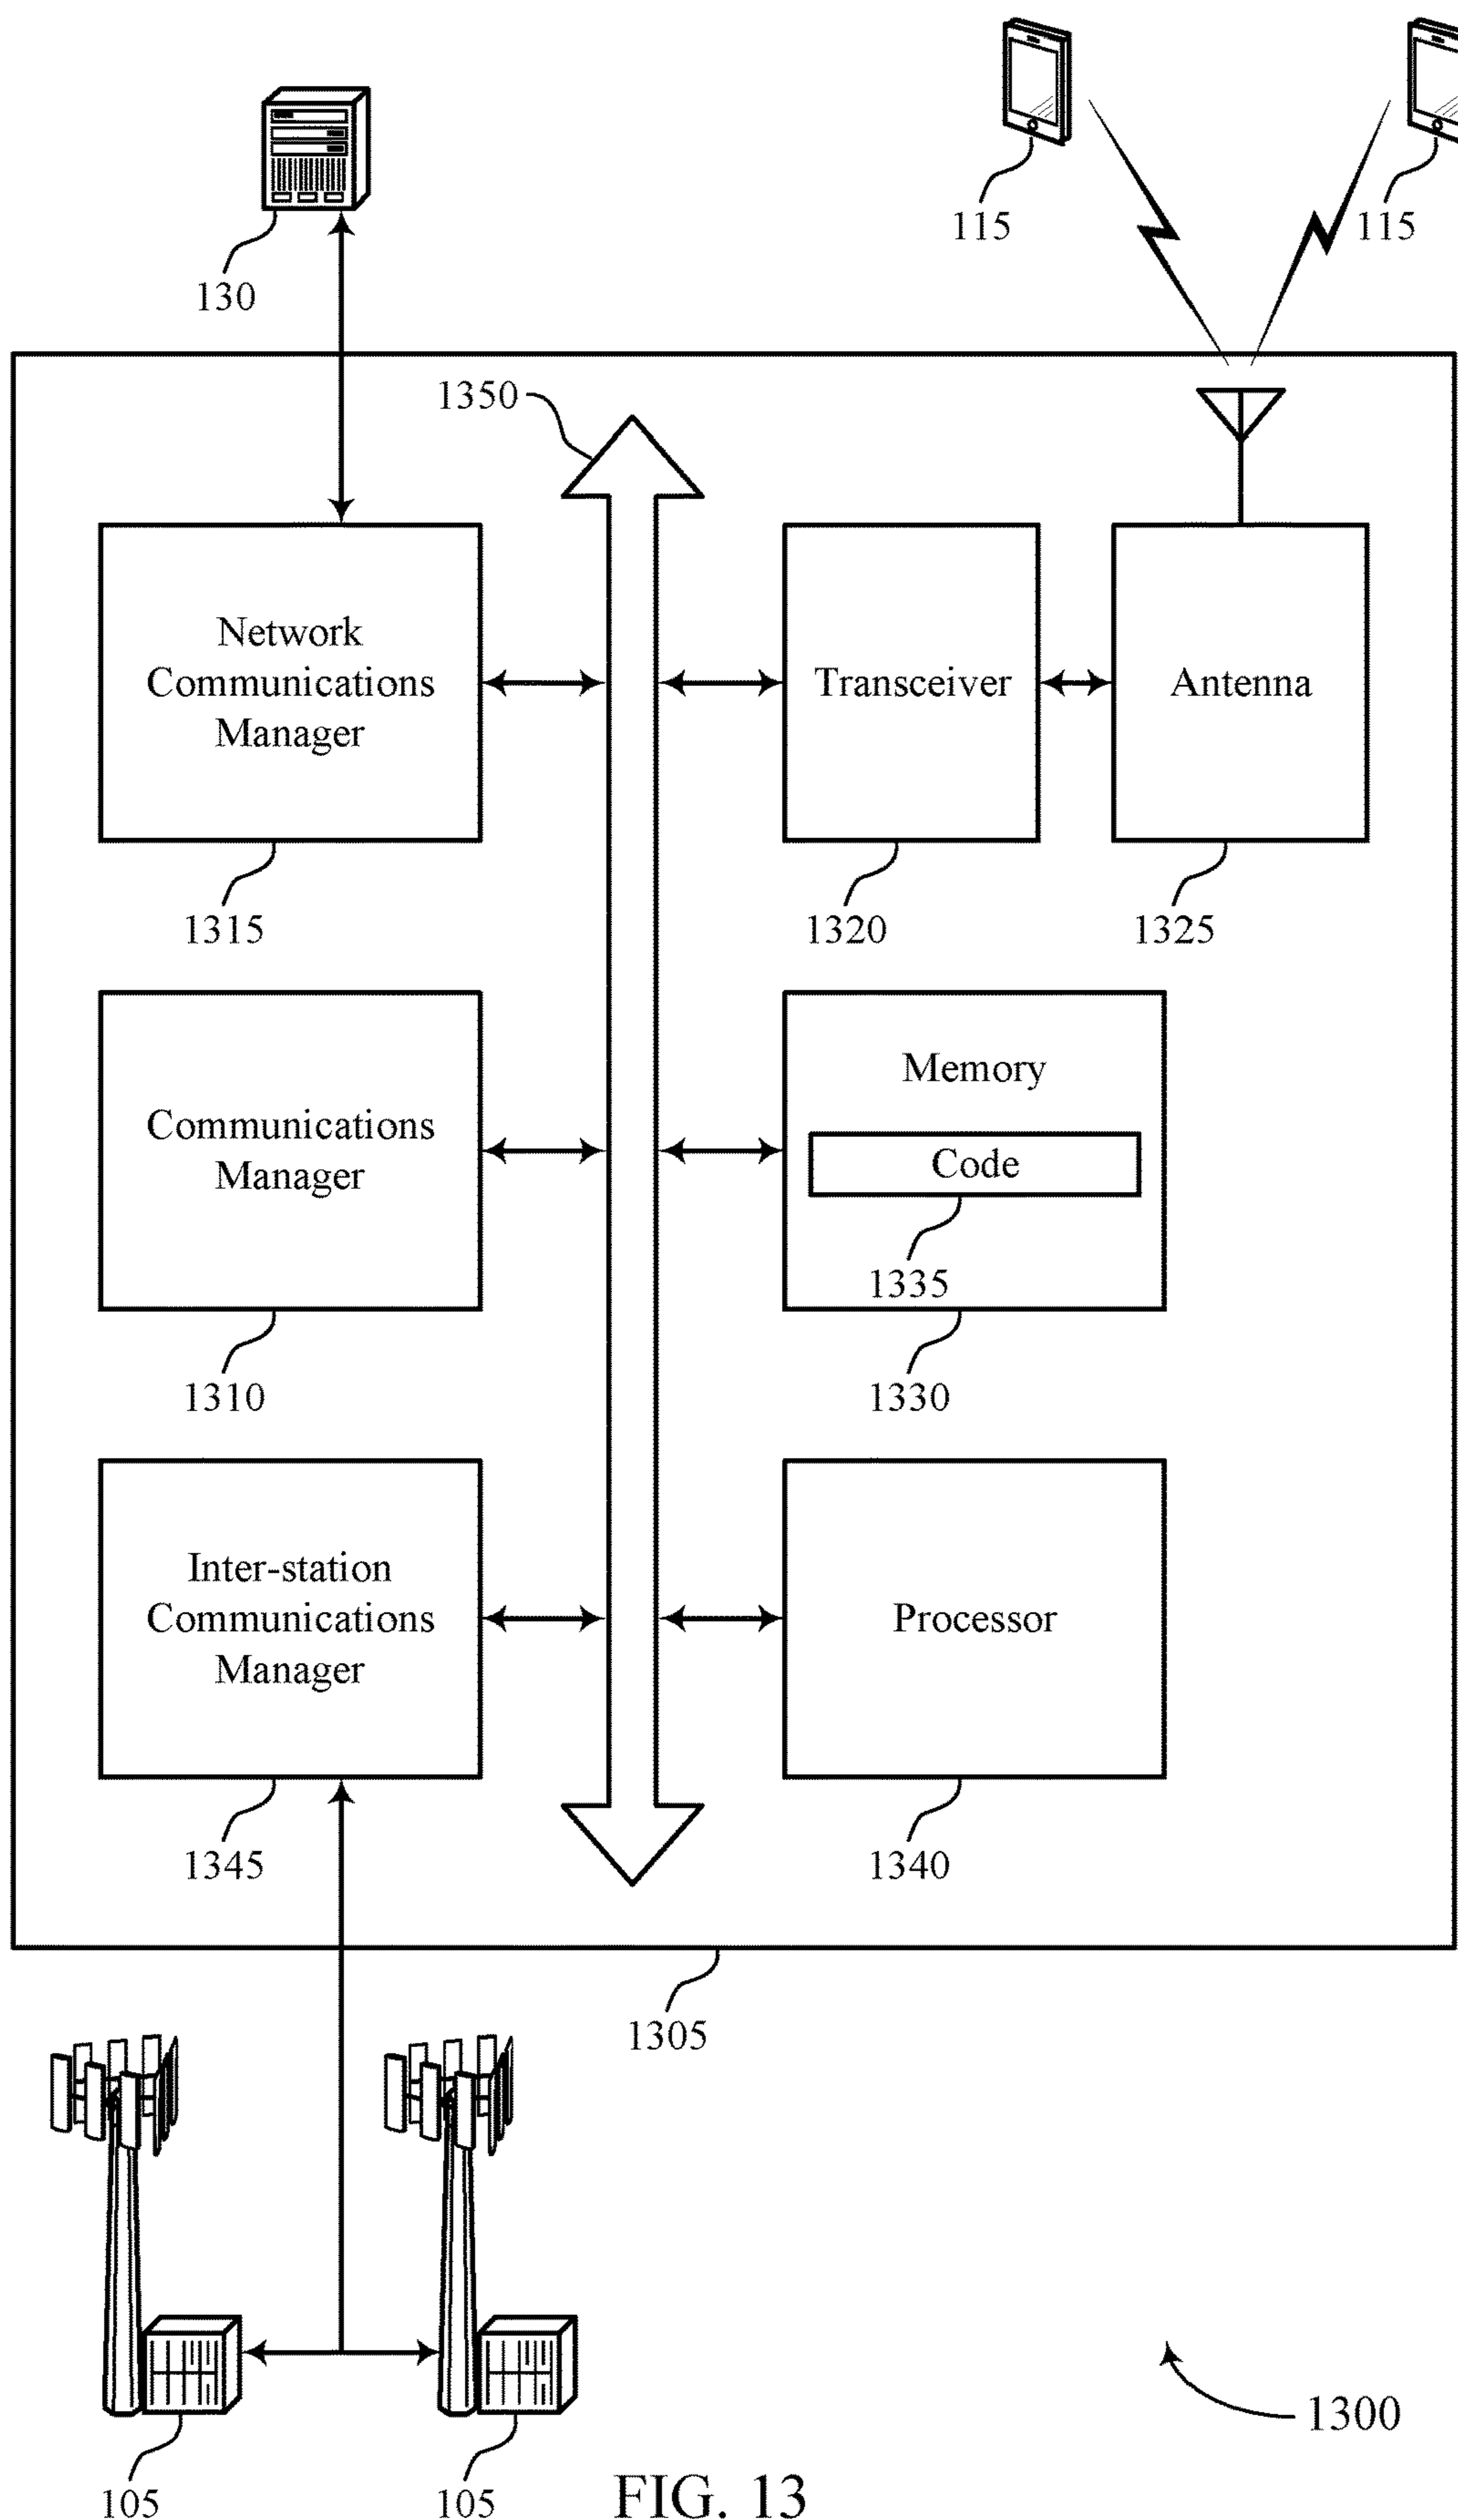 130
115
115
1350
Network
Communications
Manager
Transceiver
Antenna
1315
1320
1325
Communications
Manager
Memory
Code
1335
1310
1330
Inter-station
Communications
Manager
Processor
1345
1340
1305
1300
105
105
FIG. 13